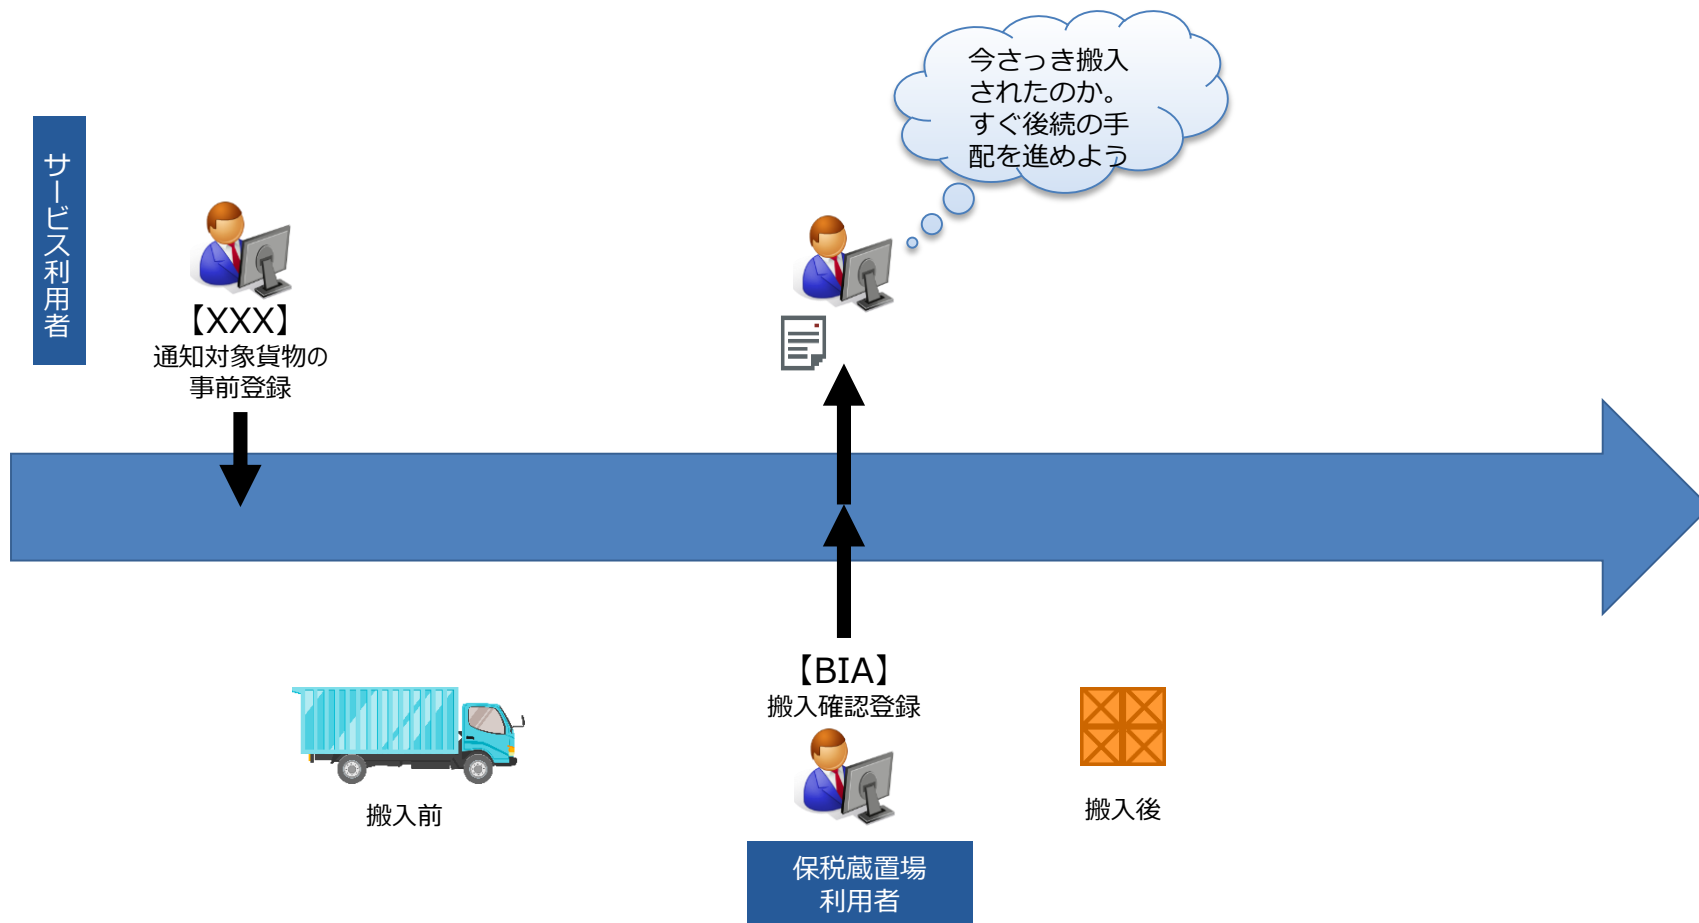 今さっき搬入
されたのか。
すぐ後続の手
配を進めよう
サービス利用者
【XXX】
通知対象貨物の
事前登録
【BIA】
搬入確認登録
搬入前
搬入後
保税蔵置場
利用者